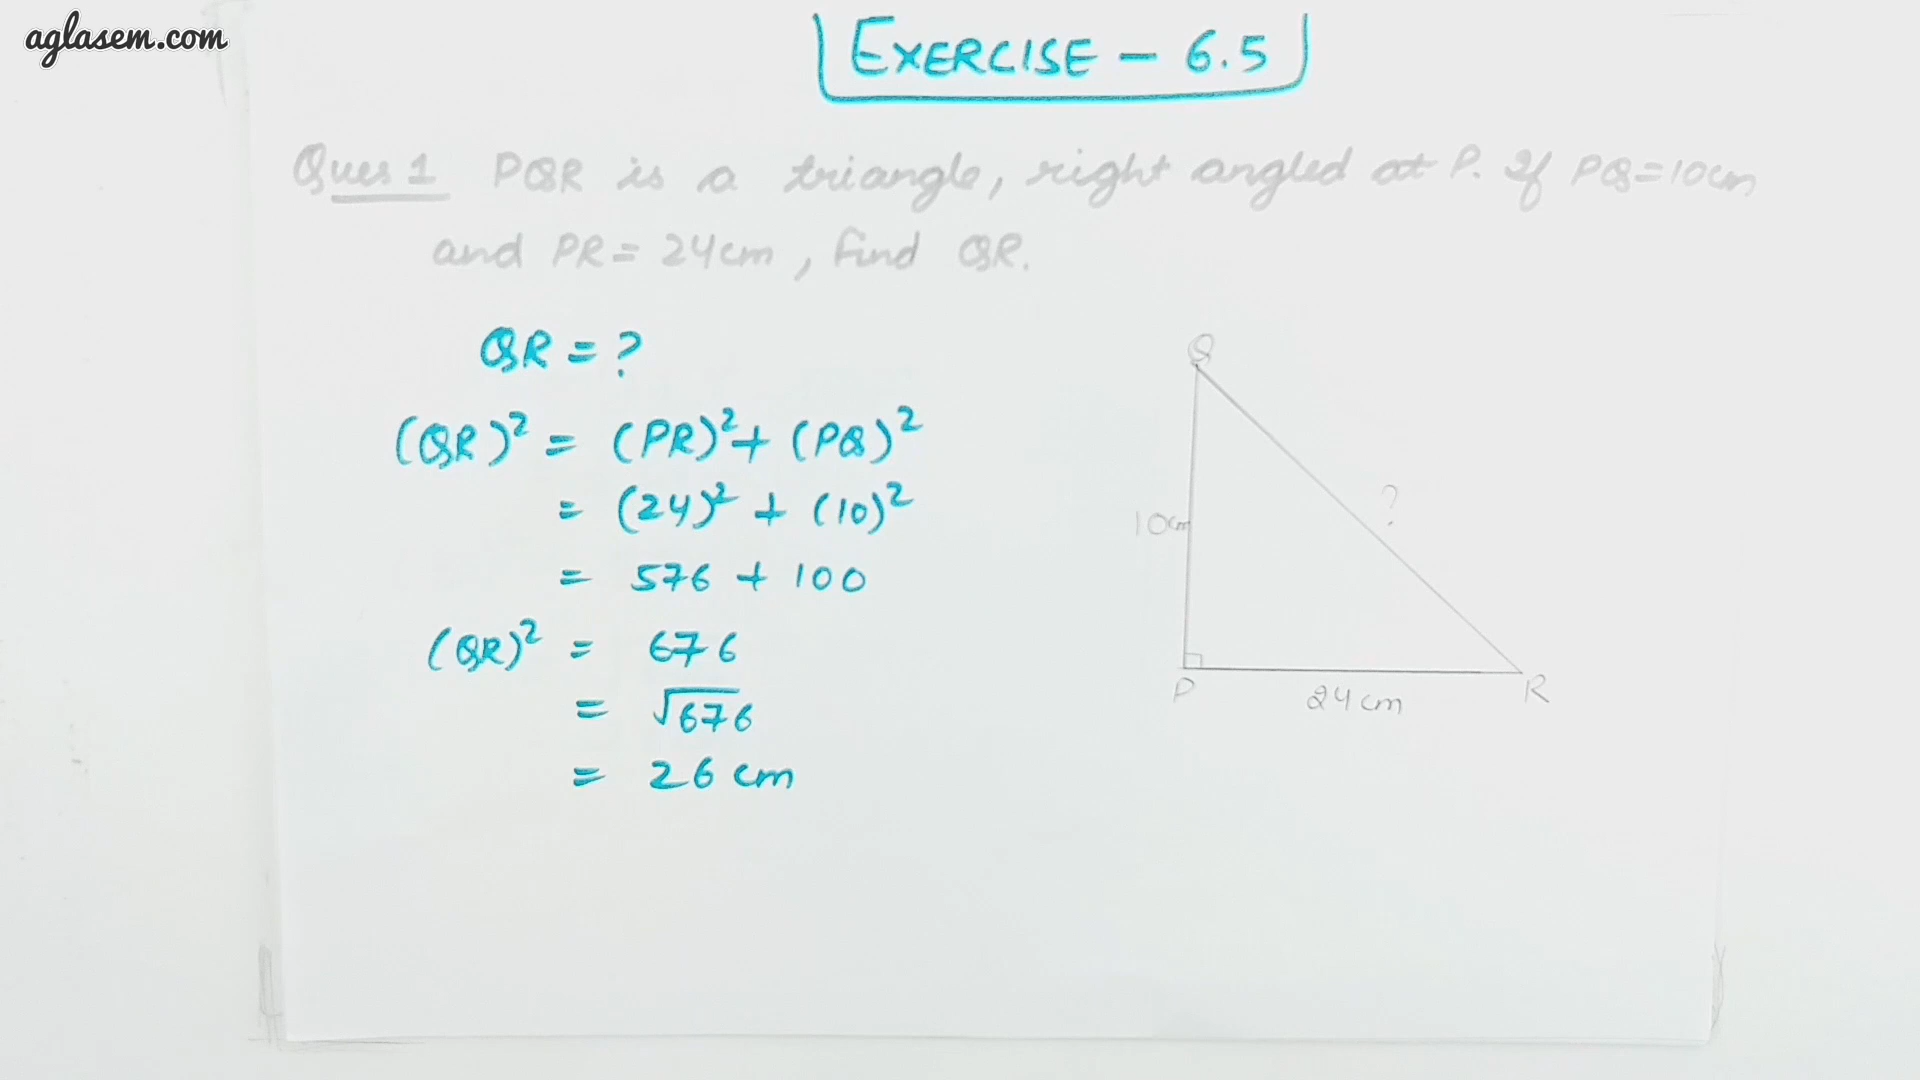 aglasem.com
EXERCISE - 6.5
Ques 1 PQR is a triangle, right angled at P. If PQ=10cm
and PR = 24cm, find QR.
QR = ?
(QR)² = (PR)² + (PQ)²
= (24)² + (10)²
= 576 + 100
(QR)² = 676
= √676
= 26 cm
Q
10cm
?
P
24cm
R